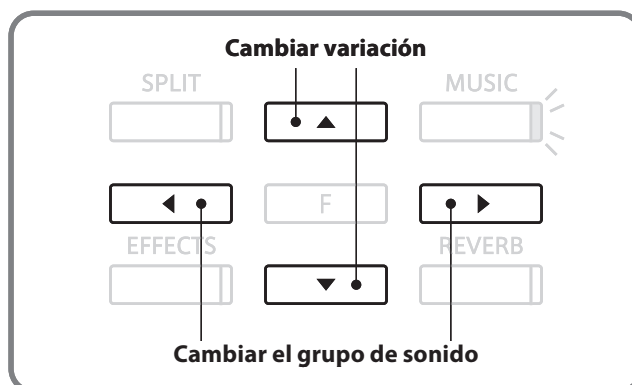 Cambiar variación
SPLIT
MUSIC
F
EFFECTS
REVERB
Cambiar el grupo de sonido